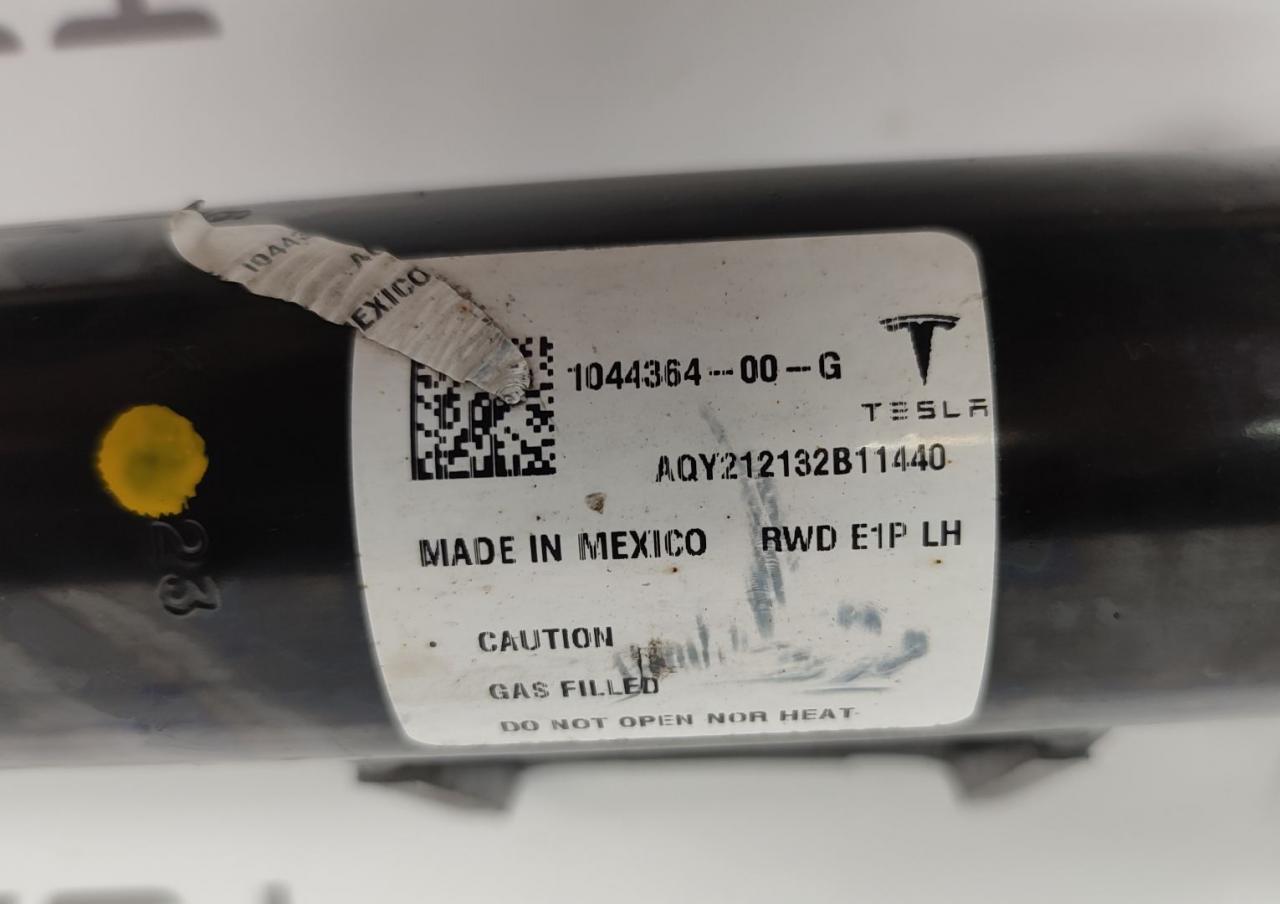 1044364-00-G
TESLA
AQY212132B11440
MADE IN MEXICO RWD E1P LH
CAUTION
GAS FILLED
DO NOT OPEN NOR HEAT
23
EXICO